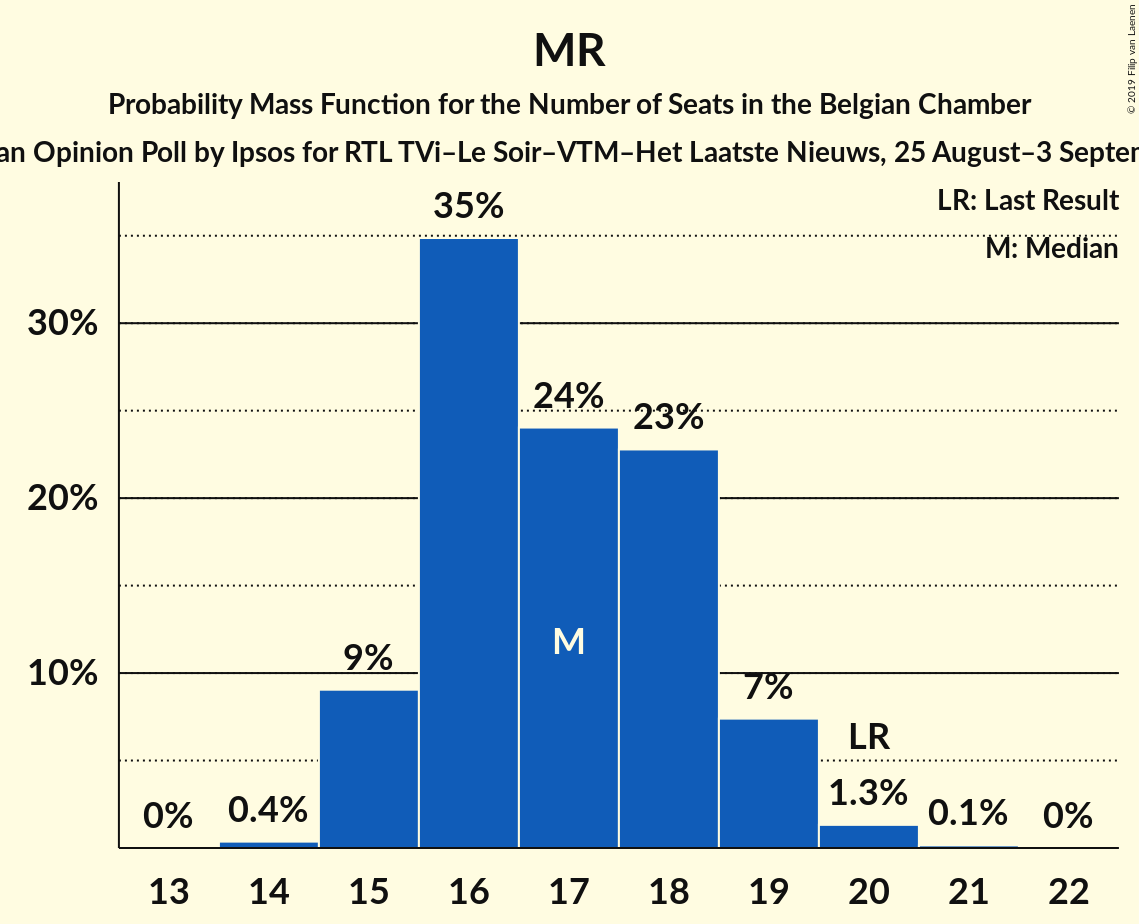 MR
Probability Mass Function for the Number of Seats in the Belgian Chamber
an Opinion Poll by Ipsos for RTL TVi–Le Soir–VTM–Het Laatste Nieuws, 25 August–3 Septem
© 2019 Filip van Laenen
LR: Last Result
M: Median
35%
30%
24%
23%
20%
M
9%
10%
7%
LR
0%
0.4%
1.3%
0.1%
0%
13 14 15 16 17 18 19 20 21 22